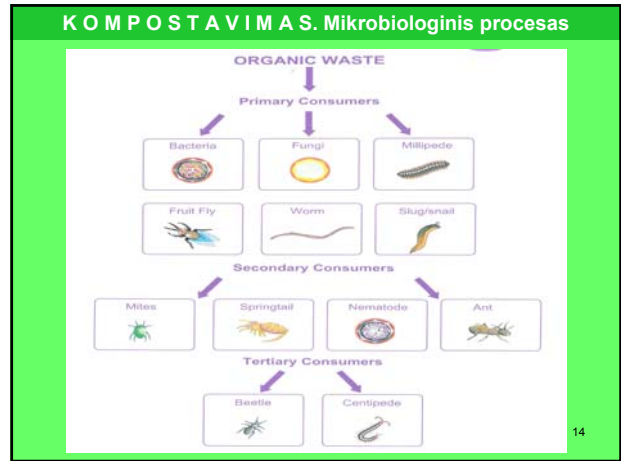 K O M P O S T A V I M A S. Mikrobiologinis procesas
ORGANIC WASTE
Primary Consumers
Bacteria Fungi Millipede
Fruit Fly Worm Slug/snail
Secondary Consumers
Mites Springtail Nematode Ant
Tertiary Consumers
Beetle Centipede
14